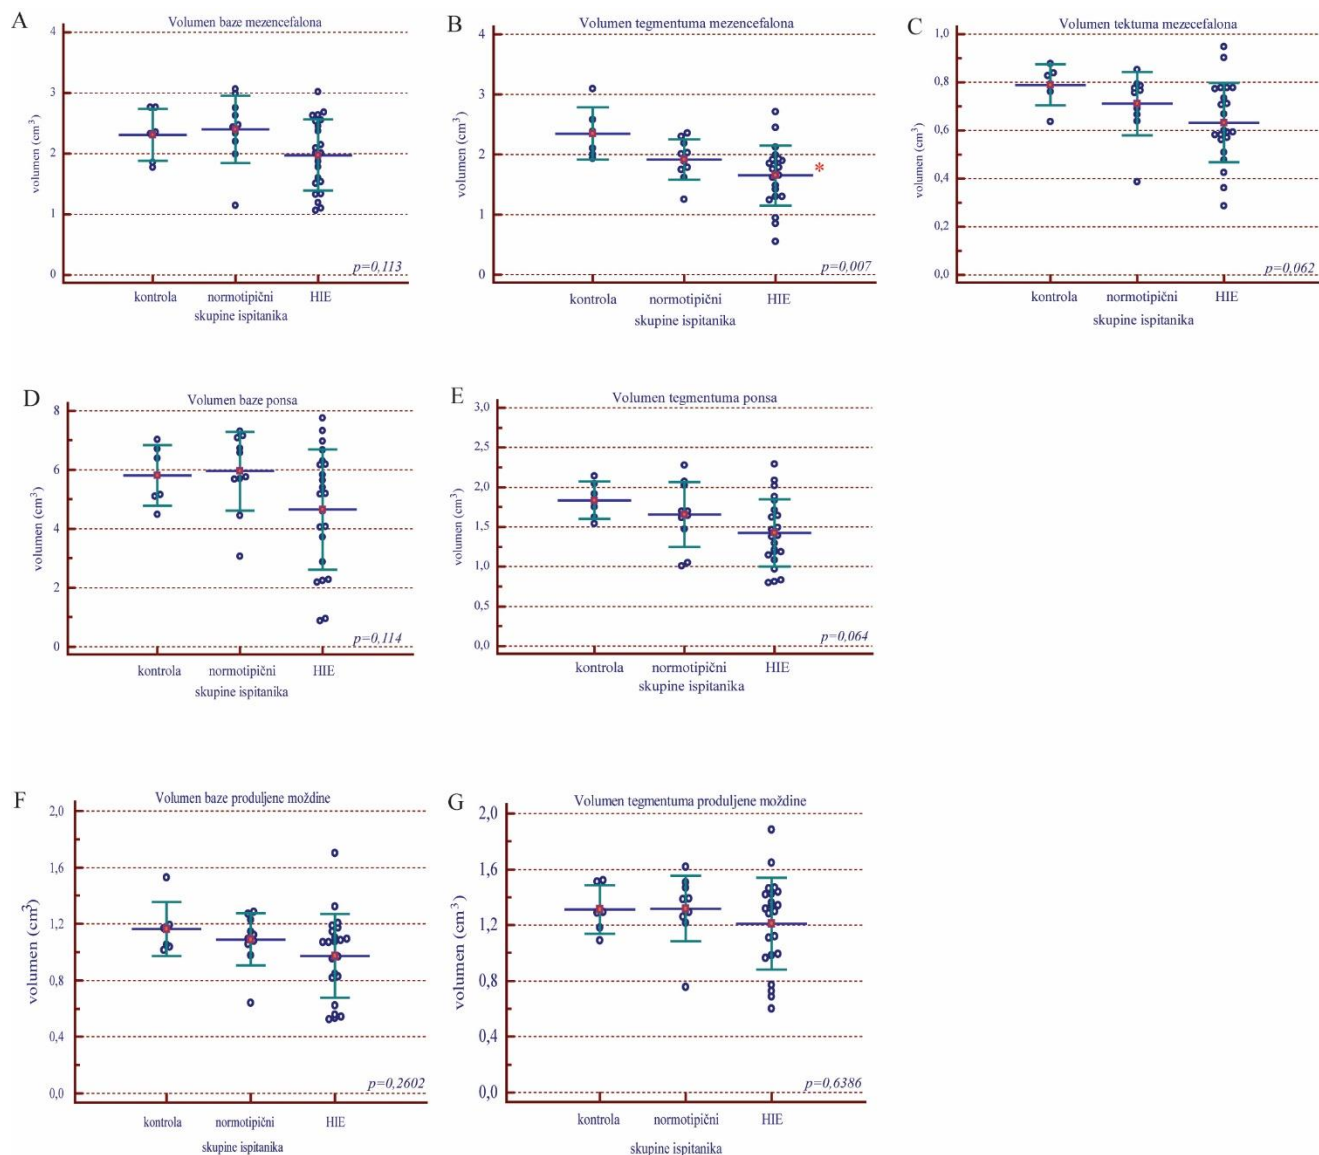 A
Volumen baze mezencefalona
4
3
2
1
0
volumen (cm³)
p=0,113
kontrola normotipični HIE
skupine ispitanika
B
Volumen tegmentuma mezencefalona
4
3
2
1
0
volumen (cm³)
*
p=0,007
kontrola normotipični HIE
skupine ispitanika
C
Volumen tektuma mezecefalona
1,0
0,8
0,6
0,4
0,2
0,0
volumen (cm³)
p=0,062
kontrola normotipični HIE
skupine ispitanika
D
Volumen baze ponsa
8
6
4
2
0
volumen (cm³)
p=0,114
kontrola normotipični HIE
skupine ispitanika
E
Volumen tegmentuma ponsa
3,0
2,5
2,0
1,5
1,0
0,5
0,0
volumen (cm³)
p=0,064
kontrola normotipični HIE
skupine ispitanika
F
Volumen baze produljene moždine
2,0
1,6
1,2
0,8
0,4
0,0
volumen (cm³)
p=0,2602
kontrola normotipični HIE
skupine ispitanika
G
Volumen tegmentuma produljene moždine
2,0
1,6
1,2
0,8
0,4
0,0
volumen (cm³)
p=0,6386
kontrola normotipični HIE
skupine ispitanika